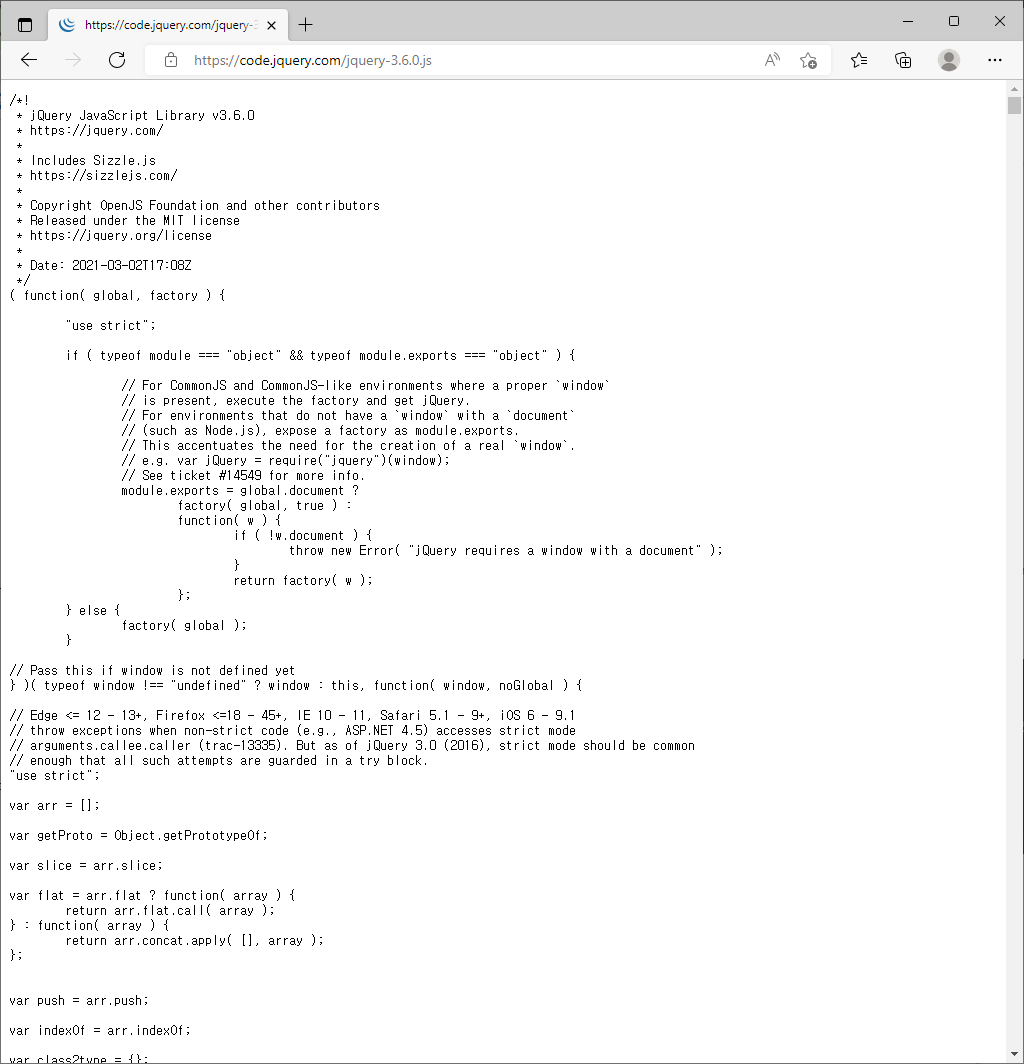 https://code.jquery.com/jquery-3
https://code.jquery.com/jquery-3.6.0.js
/*!
 * jQuery JavaScript Library v3.6.0
 * https://jquery.com/
 *
 * Includes Sizzle.js
 * https://sizzlejs.com/
 *
 * Copyright OpenJS Foundation and other contributors
 * Released under the MIT license
 * https://jquery.org/license
 *
 * Date: 2021-03-02T17:08Z
 */
( function( global, factory ) {

	"use strict";

	if ( typeof module === "object" && typeof module.exports === "object" ) {

		// For CommonJS and CommonJS-like environments where a proper `window`
		// is present, execute the factory and get jQuery.
		// For environments that do not have a `window` with a `document`
		// (such as Node.js), expose a factory as module.exports.
		// This accentuates the need for the creation of a real `window`.
		// e.g. var jQuery = require("jquery")(window);
		// See ticket #14549 for more info.
		module.exports = global.document ?
			factory( global, true ) :
			function( w ) {
				if ( !w.document ) {
					throw new Error( "jQuery requires a window with a document" );
				}
				return factory( w );
			};
	} else {
		factory( global );
	}

// Pass this if window is not defined yet
} )( typeof window !== "undefined" ? window : this, function( window, noGlobal ) {

// Edge <= 12 - 13+, Firefox <=18 - 45+, IE 10 - 11, Safari 5.1 - 9+, iOS 6 - 9.1
// throw exceptions when non-strict code (e.g., ASP.NET 4.5) accesses strict mode
// arguments.callee.caller (trac-13335). But as of jQuery 3.0 (2016), strict mode should be common
// enough that all such attempts are guarded in a try block.
"use strict";

var arr = [];

var getProto = Object.getPrototypeOf;

var slice = arr.slice;

var flat = arr.flat ? function( array ) {
	return arr.flat.call( array );
} : function( array ) {
	return arr.concat.apply( [], array );
};


var push = arr.push;

var indexOf = arr.indexOf;

var class2type = {};